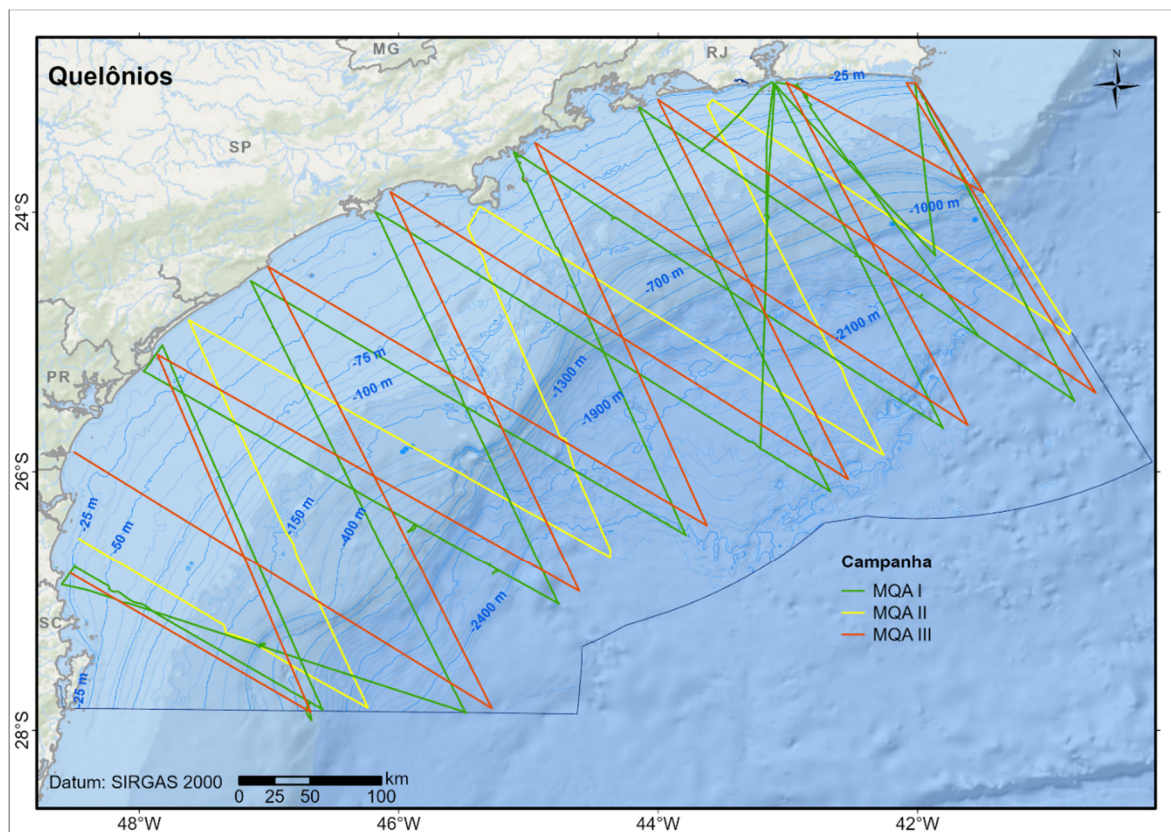 MG
RJ
N
Quelônios
-25 m
SP
24°S
-1000 m
-700 m
-2100 m
-75 m
PR
-100 m
-1300 m
-1900 m
26°S
-25 m
-50 m
-150 m
-400 m
Campanha
MQA I
-2400 m
MQA II
SC
MQA III
-25 m
28°S
Datum: SIRGAS 2000
km
0 25 50 100
48°W 46°W 44°W 42°W